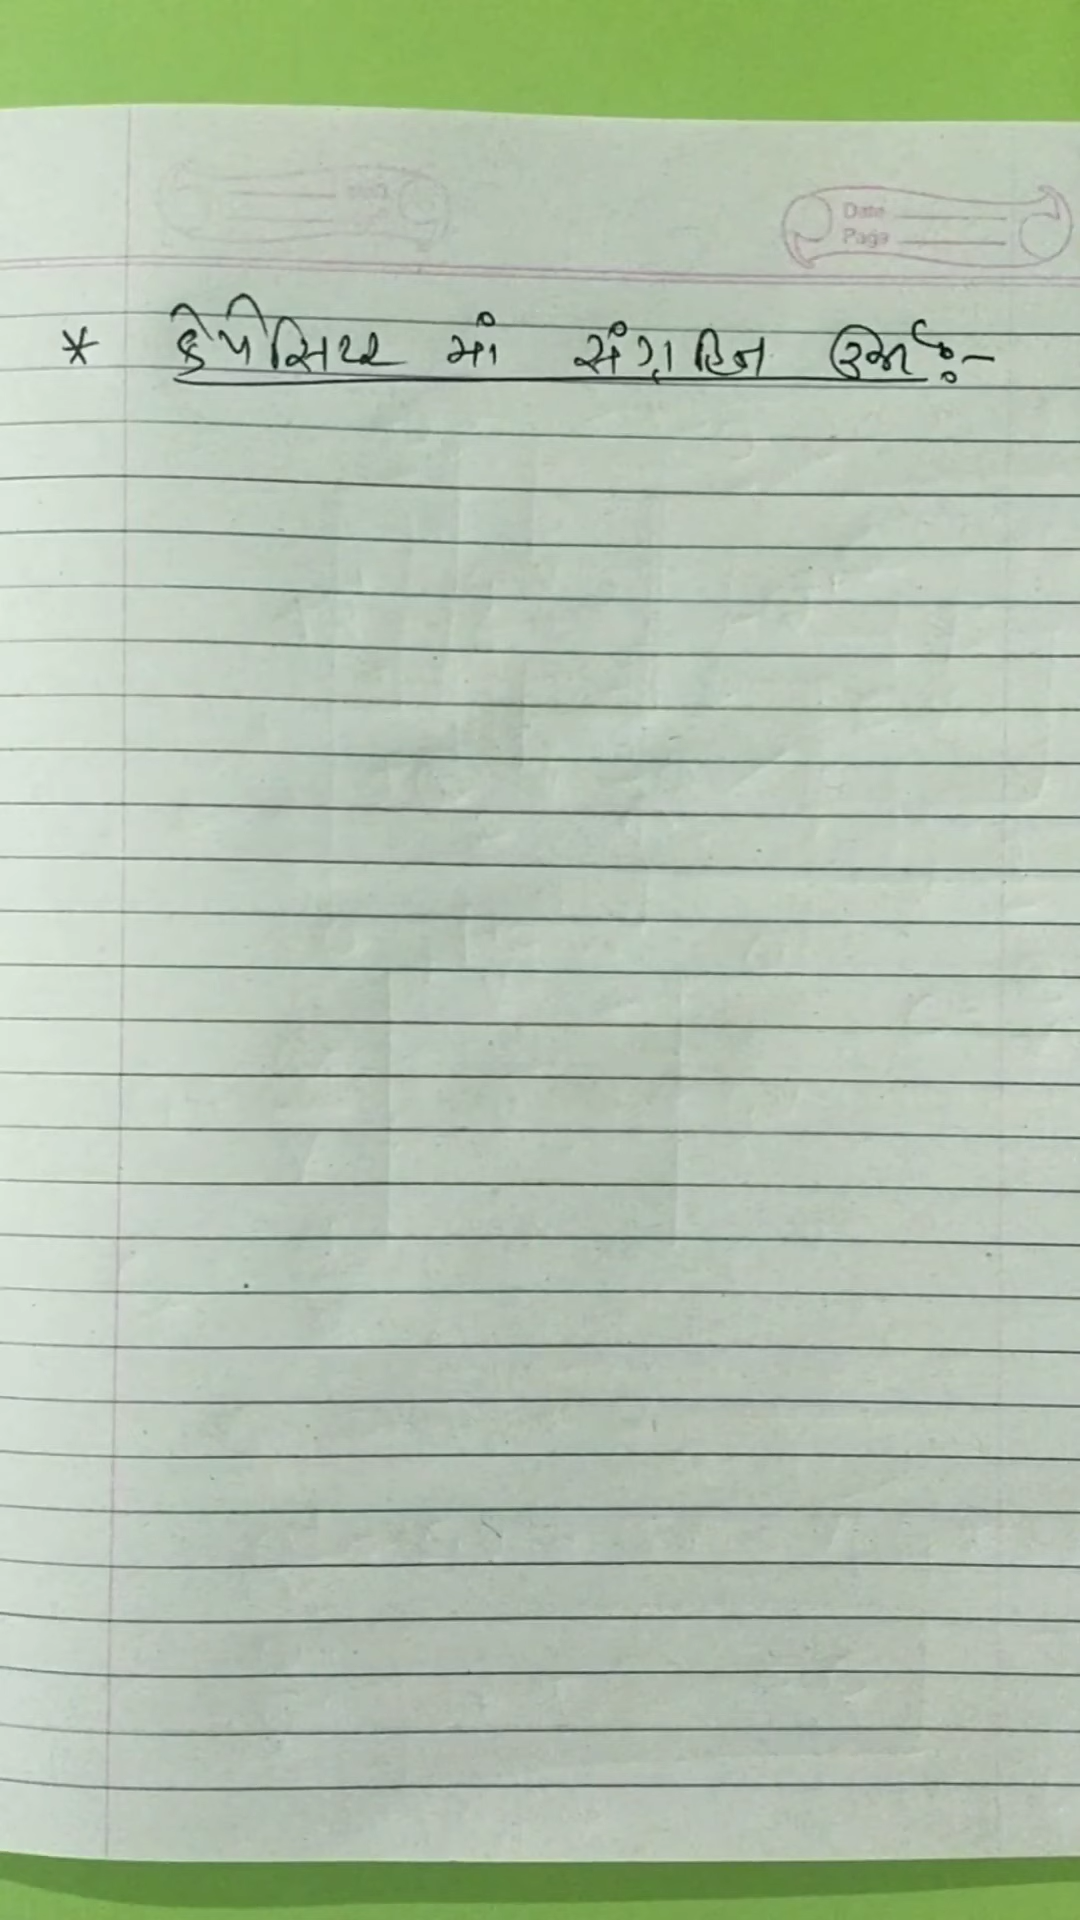 Date
Page
* કેપેસિટર માં સંગ્રહિત ઉર્જા :-